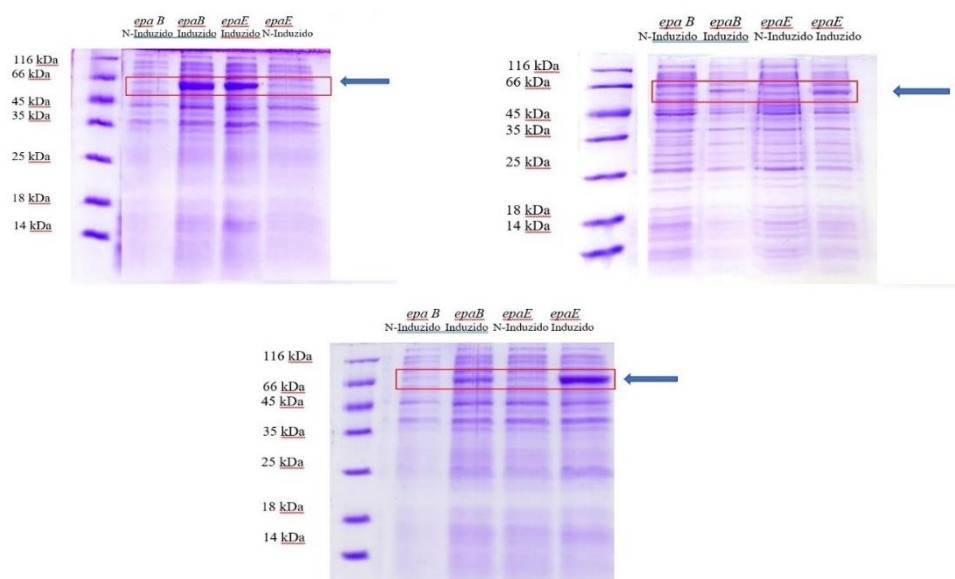 epa B epaB epaE epaE
N-Induzido Induzido Induzido N-Induzido
116 kDa
66 kDa
45 kDa
35 kDa
25 kDa
18 kDa
14 kDa
epa B epaB epaE epaE
N-Induzido Induzido N-Induzido Induzido
116 kDa
66 kDa
45 kDa
35 kDa
25 kDa
18 kDa
14 kDa
epa B epaB epaE epaE
N-Induzido Induzido N-Induzido Induzido
116 kDa
66 kDa
45 kDa
35 kDa
25 kDa
18 kDa
14 kDa